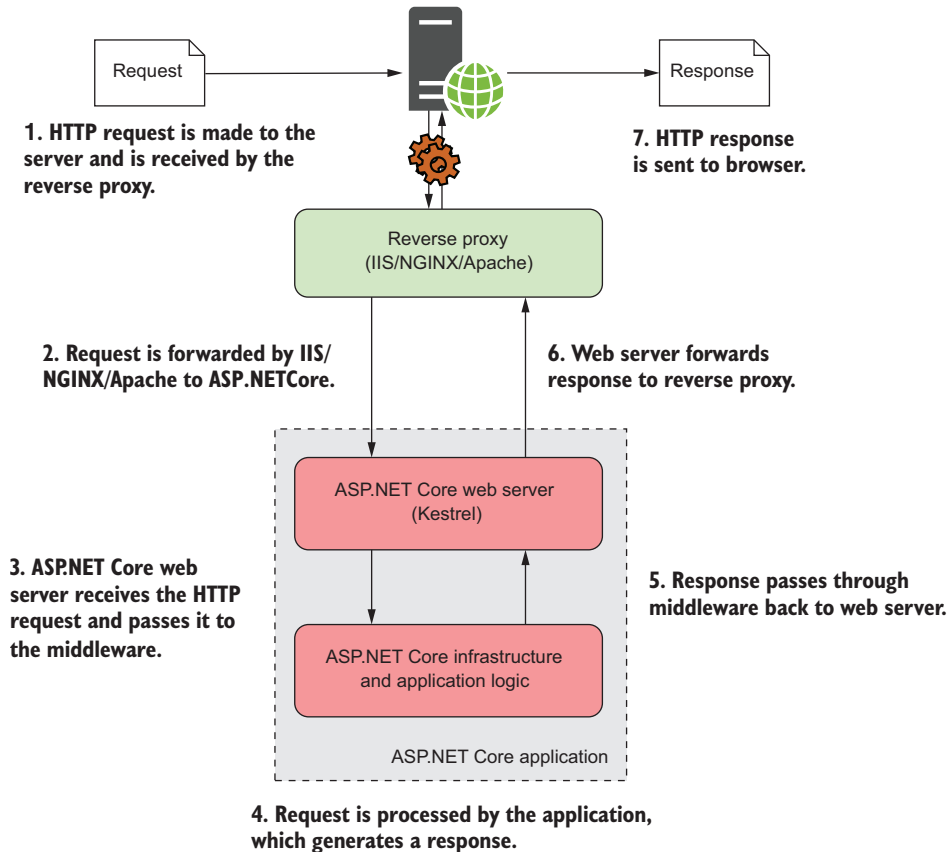 Request
Response
1. HTTP request is made to the
server and is received by the
reverse proxy.
7. HTTP response
is sent to browser.
Reverse proxy
(IIS/NGINX/Apache)
2. Request is forwarded by IIS/
NGINX/Apache to ASP.NETCore.
6. Web server forwards
response to reverse proxy.
ASP.NET Core web server
(Kestrel)
3. ASP.NET Core web
server receives the HTTP
request and passes it to
the middleware.
5. Response passes through
middleware back to web server.
ASP.NET Core infrastructure
and application logic
ASP.NET Core application
4. Request is processed by the application,
which generates a response.